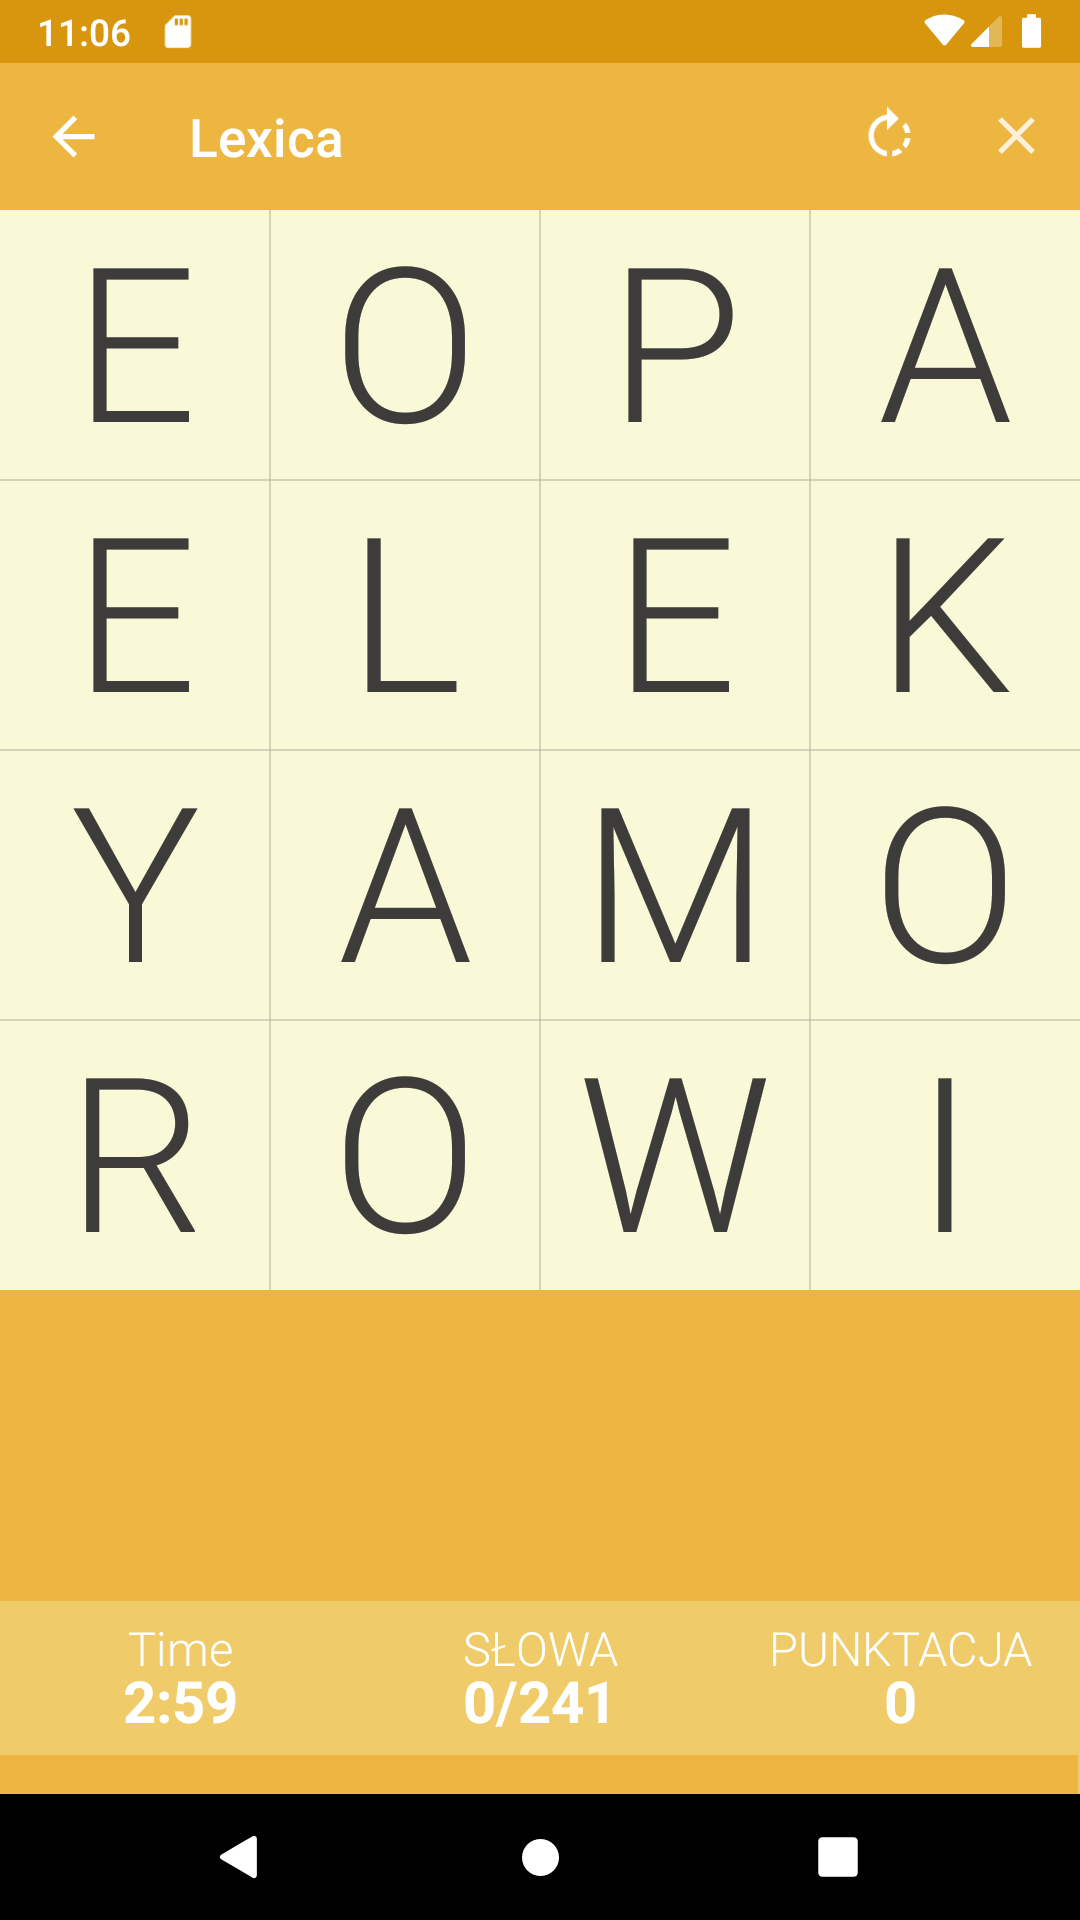 11:06
Lexica
E O P A
E L E K
Y A M O
R O W I
Time SŁOWA PUNKTACJA
2:59 0/241 0